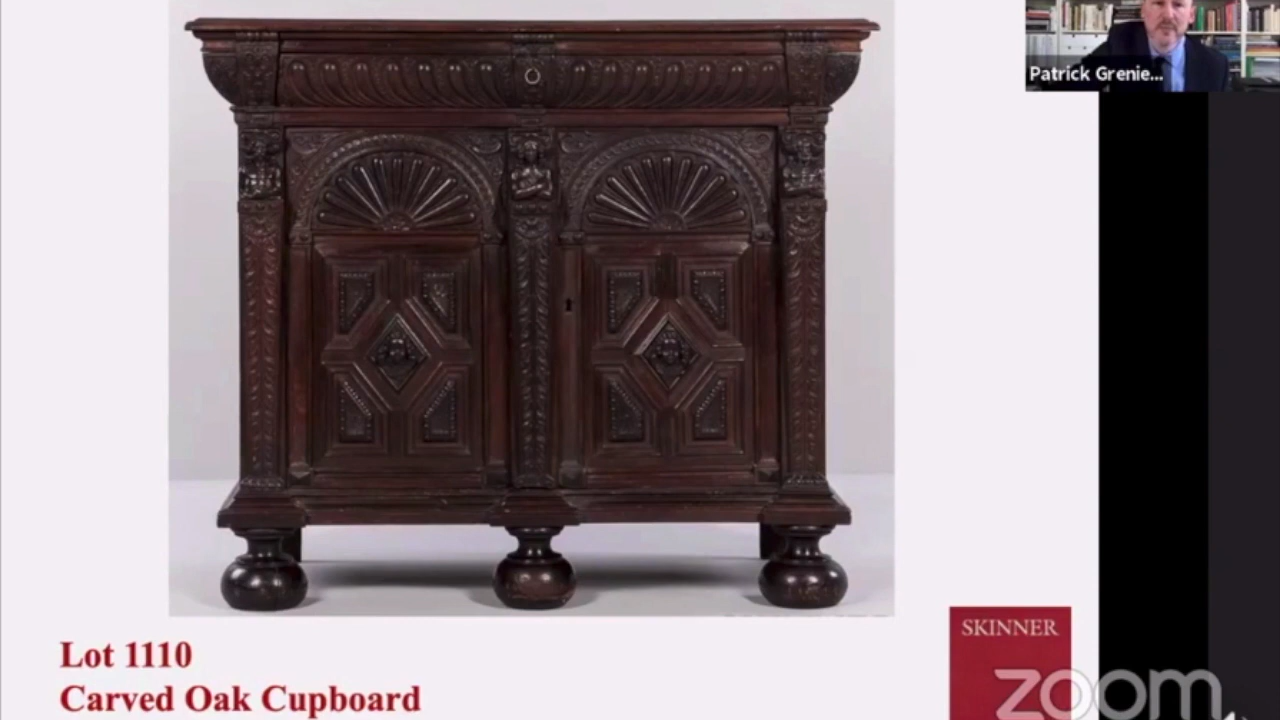 Patrick Grenie...
Lot 1110
Carved Oak Cupboard
SKINNER
zoom